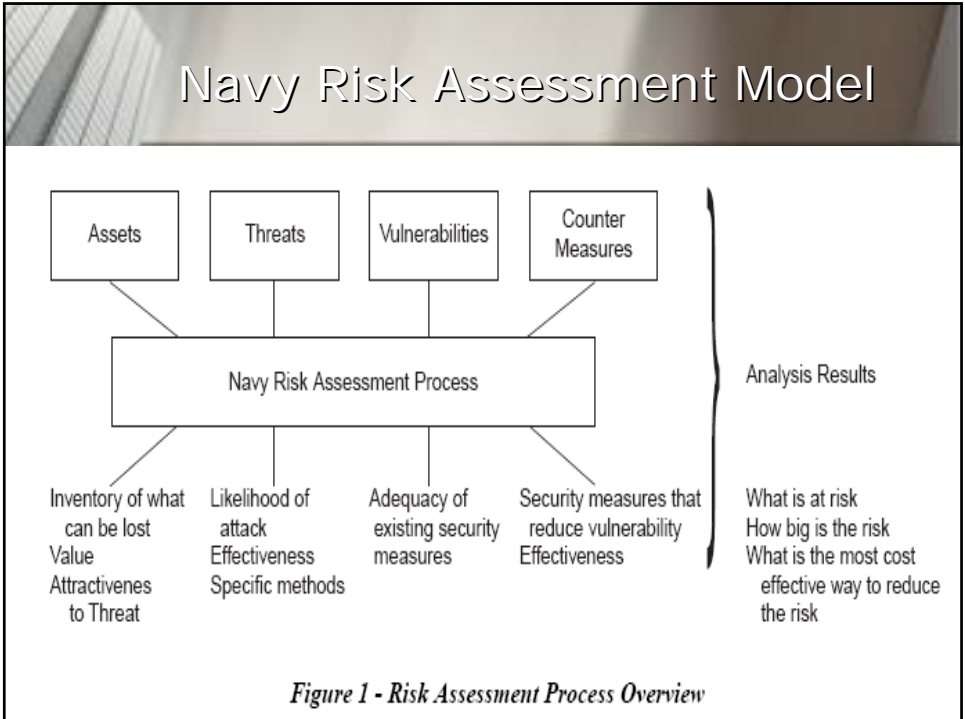 Navy Risk Assessment Model
Assets
Threats
Vulnerabilities
Counter
Measures
Navy Risk Assessment Process
Analysis Results
Inventory of what
can be lost
Value
Attractivenes
to Threat
Likelihood of
attack
Effectiveness
Specific methods
Adequacy of
existing security
measures
Security measures that
reduce vulnerability
Effectiveness
What is at risk
How big is the risk
What is the most cost
effective way to reduce
the risk
Figure 1 - Risk Assessment Process Overview